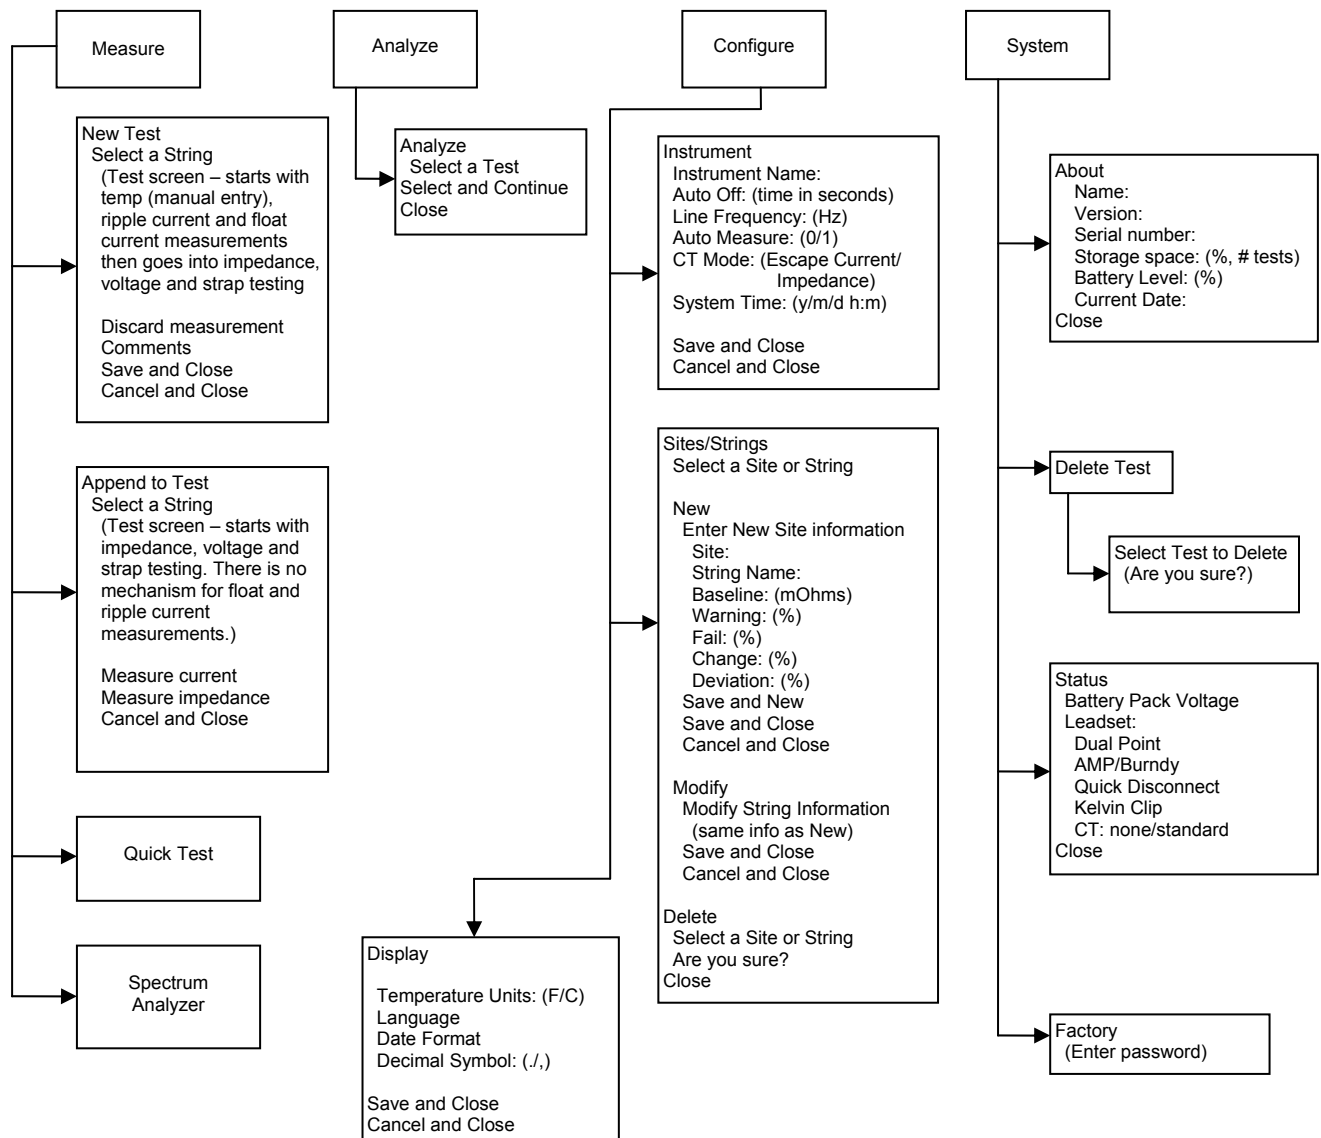 Measure
New Test
Select a String
(Test screen – starts with
temp (manual entry),
ripple current and float
current measurements
then goes into impedance,
voltage and strap testing
Discard measurement
Comments
Save and Close
Cancel and Close
Append to Test
Select a String
(Test screen – starts with
impedance, voltage and
strap testing. There is no
mechanism for float and
ripple current
measurements.)
Measure current
Measure impedance
Cancel and Close
Quick Test
Spectrum
Analyzer
Analyze
Analyze
Select a Test
Select and Continue
Close
Configure
Instrument
Instrument Name:
Auto Off: (time in seconds)
Line Frequency: (Hz)
Auto Measure: (0/1)
CT Mode: (Escape Current/
Impedance)
System Time: (y/m/d h:m)
Save and Close
Cancel and Close
Sites/Strings
Select a Site or String
New
Enter New Site information
Site:
String Name:
Baseline: (mOhms)
Warning: (%)
Fail: (%)
Change: (%)
Deviation: (%)
Save and New
Save and Close
Cancel and Close
Modify
Modify String Information
(same info as New)
Save and Close
Cancel and Close
Delete
Select a Site or String
Are you sure?
Close
Display
Temperature Units: (F/C)
Language
Date Format
Decimal Symbol: (./,)
Save and Close
Cancel and Close
System
About
Name:
Version:
Serial number:
Storage space: (%, # tests)
Battery Level: (%)
Current Date:
Close
Delete Test
Select Test to Delete
(Are you sure?)
Status
Battery Pack Voltage
Leadset:
Dual Point
AMP/Burndy
Quick Disconnect
Kelvin Clip
CT: none/standard
Close
Factory
(Enter password)